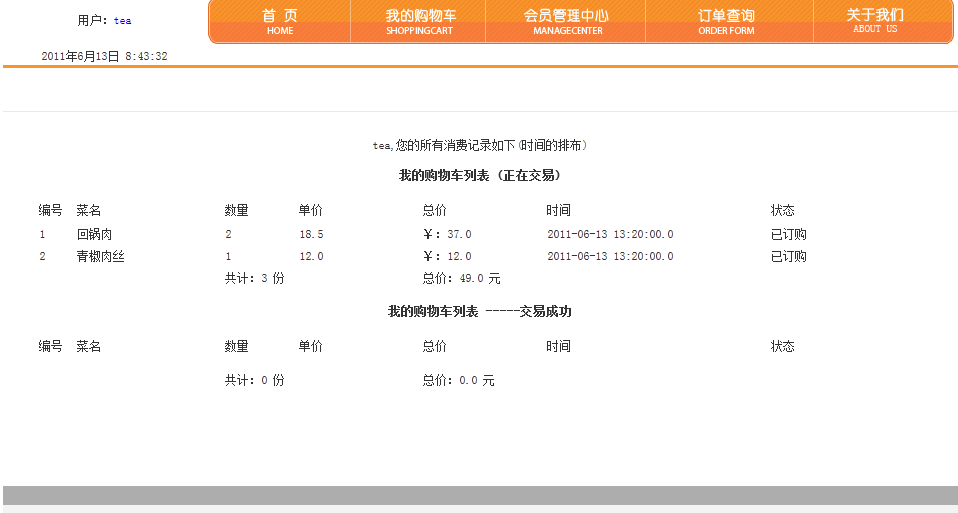 用户：tea
首 页 我的购物车 会员管理中心 订单查询 关于我们
HOME SHOPPINGCART MANAGECENTER ORDER FORM ABOUT US
2011年6月13日 8:43:32
tea,您的所有消费记录如下(时间的排布)
我的购物车列表 (正在交易)
编号 菜名 数量 单价 总价 时间 状态
1 回锅肉 2 18.5 ￥：37.0 2011-06-13 13:20:00.0 已订购
2 青椒肉丝 1 12.0 ￥：12.0 2011-06-13 13:20:00.0 已订购
共计：3 份 总价：49.0 元
我的购物车列表 -----交易成功
编号 菜名 数量 单价 总价 时间 状态
共计：0 份 总价：0.0 元